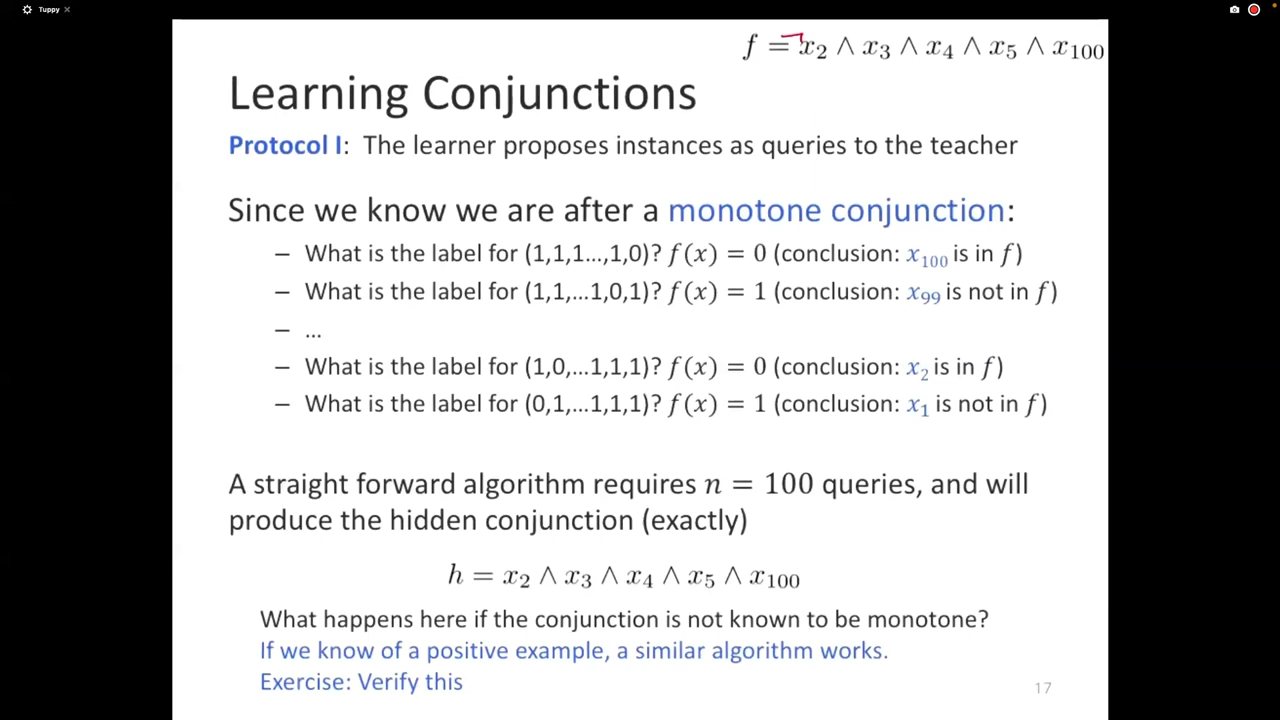 Tuppy
f = ¬x₂ ∧ x₃ ∧ x₄ ∧ x₅ ∧ x₁₀₀
Learning Conjunctions
Protocol I: The learner proposes instances as queries to the teacher
Since we know we are after a monotone conjunction:
– What is the label for (1,1,1…,1,0)? f(x) = 0 (conclusion: x₁₀₀ is in f)
– What is the label for (1,1,…1,0,1)? f(x) = 1 (conclusion: x₉₉ is not in f)
– …
– What is the label for (1,0,…1,1,1)? f(x) = 0 (conclusion: x₂ is in f)
– What is the label for (0,1,…1,1,1)? f(x) = 1 (conclusion: x₁ is not in f)
A straight forward algorithm requires n = 100 queries, and will
produce the hidden conjunction (exactly)
h = x₂ ∧ x₃ ∧ x₄ ∧ x₅ ∧ x₁₀₀
What happens here if the conjunction is not known to be monotone?
If we know of a positive example, a similar algorithm works.
Exercise: Verify this
17